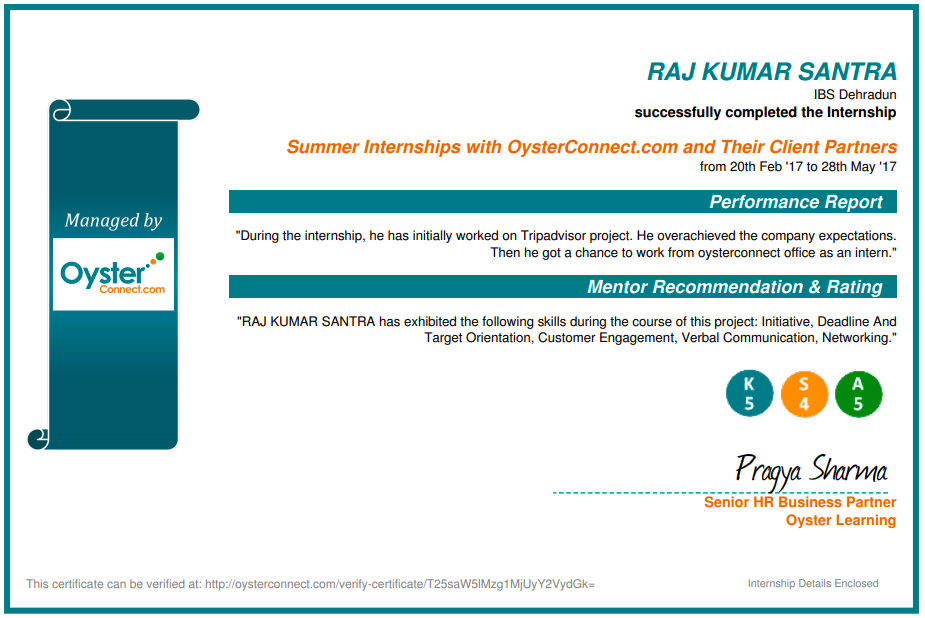 RAJ KUMAR SANTRA
IBS Dehradun
successfully completed the Internship
Summer Internships with OysterConnect.com and Their Client Partners
from 20th Feb '17 to 28th May '17
Managed by
Oyster
Connect.com
Performance Report
"During the internship, he has initially worked on Tripadvisor project. He overachieved the company expectations.
Then he got a chance to work from oysterconnect office as an intern."
Mentor Recommendation & Rating
"RAJ KUMAR SANTRA has exhibited the following skills during the course of this project: Initiative, Deadline And
Target Orientation, Customer Engagement, Verbal Communication, Networking."
K S A
5 4 5
Pragya Sharma
Senior HR Business Partner
Oyster Learning
This certificate can be verified at: http://oysterconnect.com/verify-certificate/T25saW5lMzg1MjUyY2VydGk=
Internship Details Enclosed